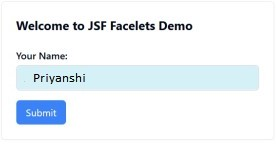 Welcome to JSF Facelets Demo
Your Name:
Priyanshi
Submit